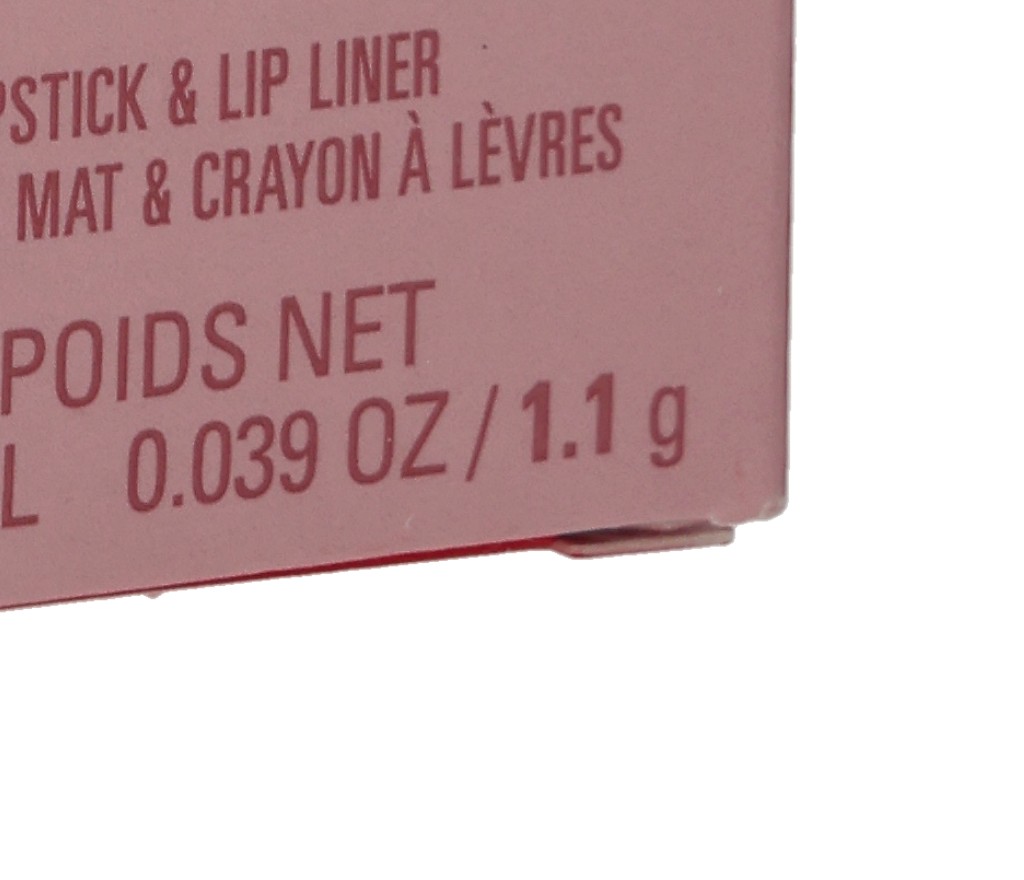 PSTICK & LIP LINER
MAT & CRAYON À LÈVRES
POIDS NET
L 0.039 OZ / 1.1 g